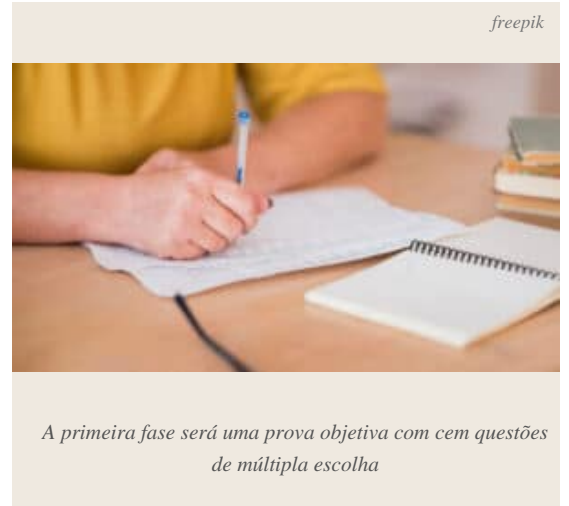 freepik
A primeira fase será uma prova objetiva com cem questões
de múltipla escolha